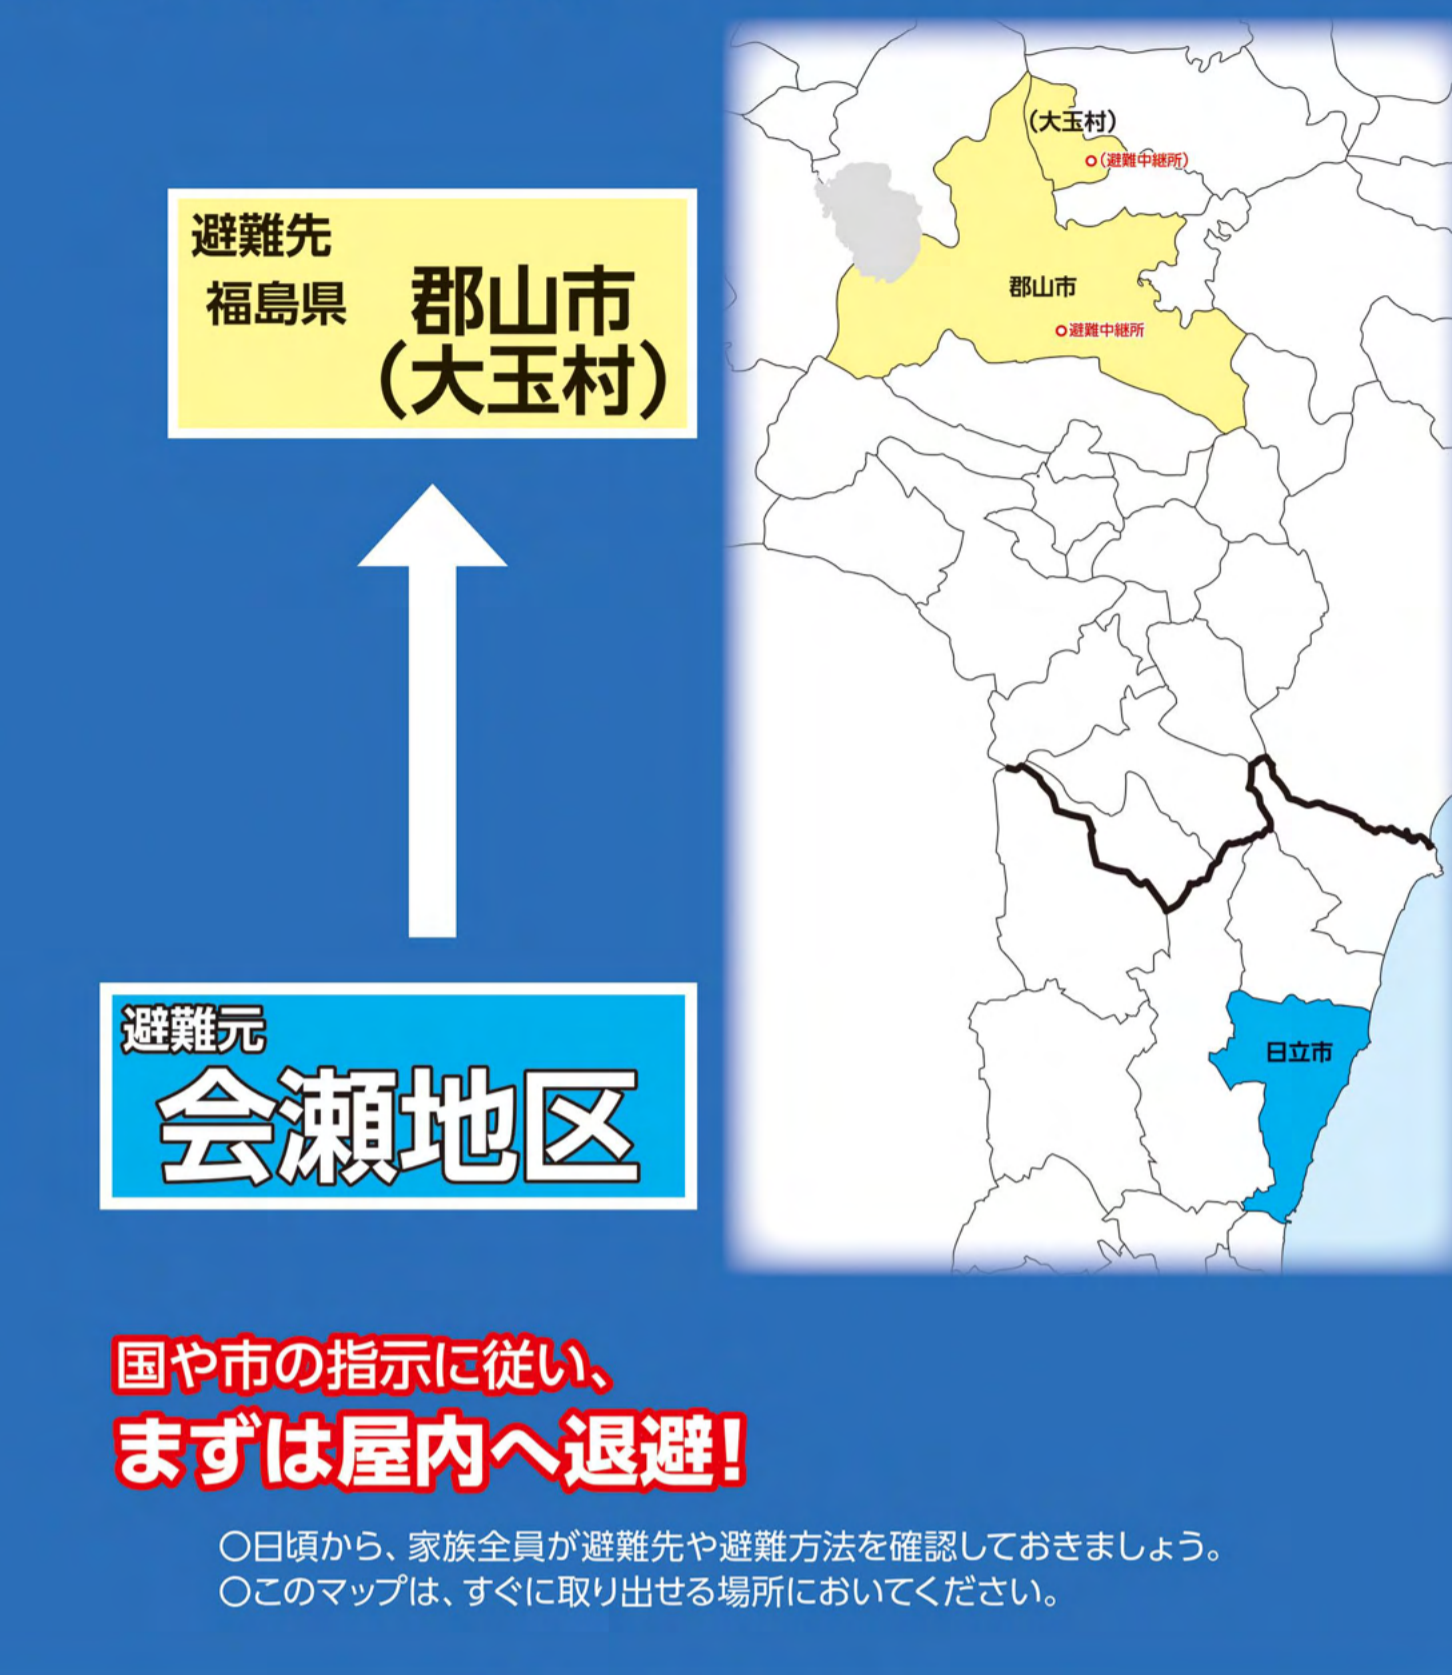 避難先
福島県 郡山市
（大玉村）
避難元
会瀬地区
（大玉村）
（避難中継所）
郡山市
避難中継所
日立市
国や市の指示に従い、
まずは屋内へ退避！
○日頃から、家族全員が避難先や避難方法を確認しておきましょう。
○このマップは、すぐに取り出せる場所においてください。